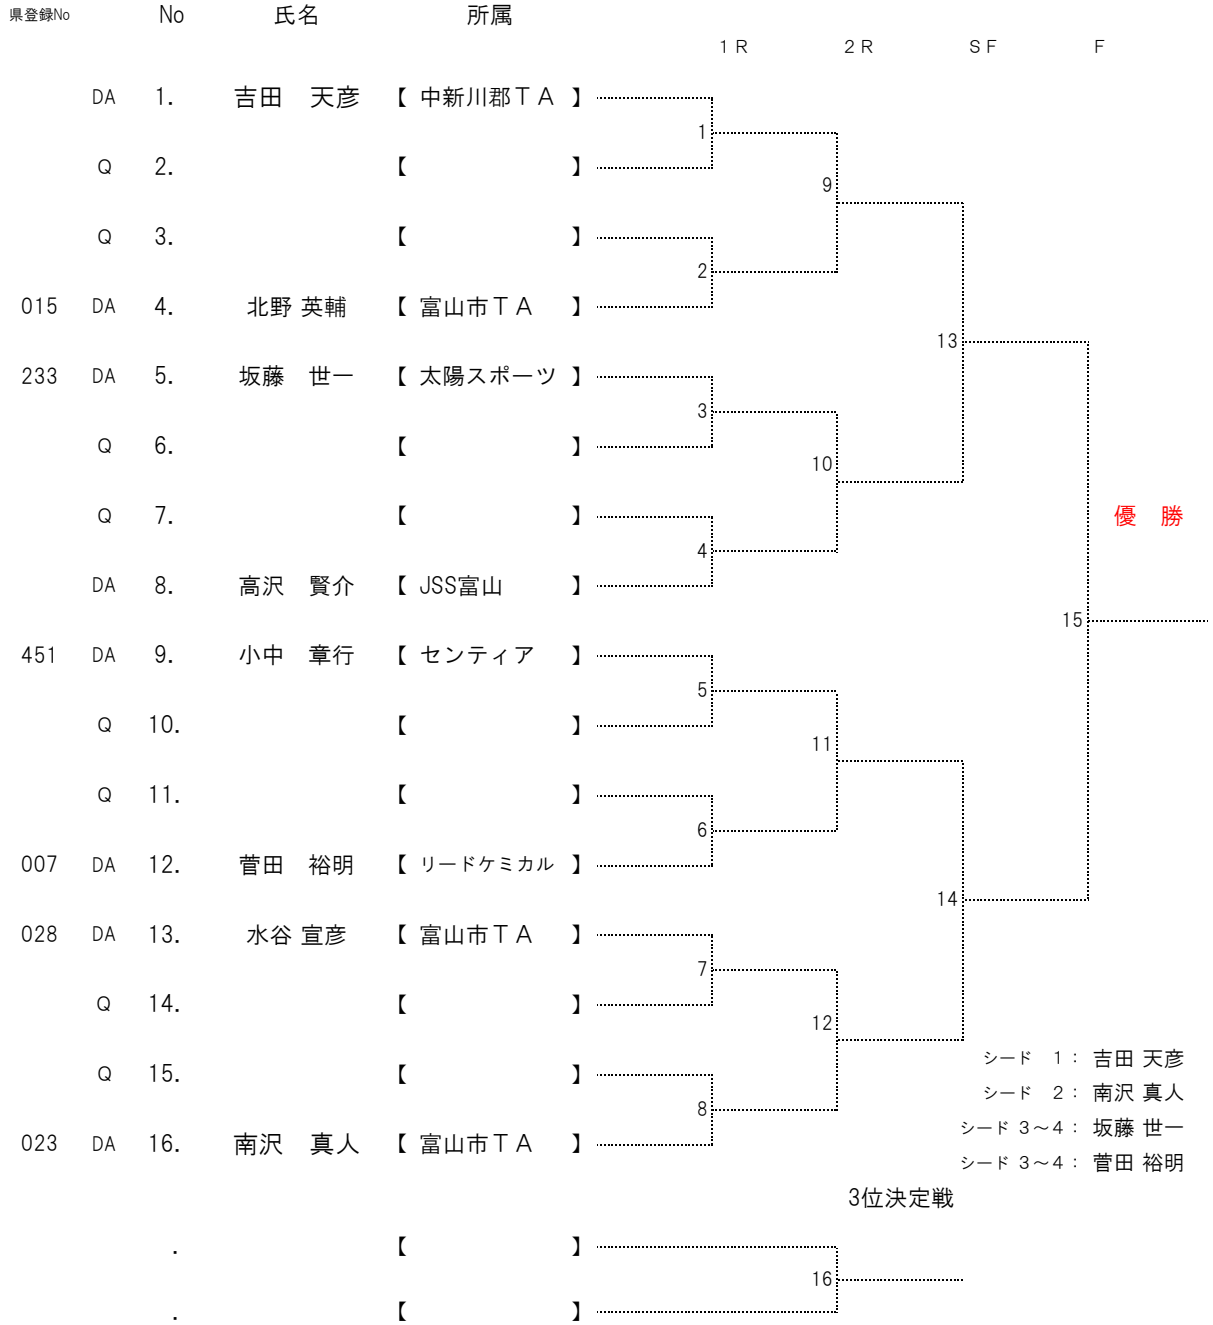 県登録No No 氏名 所属
1R 2R SF F
DA 1. 吉田 天彦 【 中新川郡TA 】
1
Q 2. 【 】
9
Q 3. 【 】
2
015 DA 4. 北野 英輔 【 富山市TA 】
13
233 DA 5. 坂藤 世一 【 太陽スポーツ 】
3
Q 6. 【 】
10
Q 7. 【 】 優 勝
4
DA 8. 高沢 賢介 【 JSS富山 】
15
451 DA 9. 小中 章行 【 センティア 】
5
Q 10. 【 】
11
Q 11. 【 】
6
007 DA 12. 菅田 裕明 【 リードケミカル 】
14
028 DA 13. 水谷 宣彦 【 富山市TA 】
7
Q 14. 【 】
12
シード 1: 吉田 天彦
Q 15. 【 】
シード 2: 南沢 真人
8
シード 3~4: 坂藤 世一
023 DA 16. 南沢 真人 【 富山市TA 】
シード 3~4: 菅田 裕明
3位決定戦
. 【 】
16
. 【 】